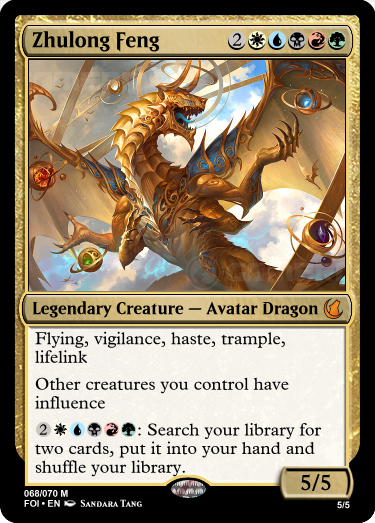 Zhulong Feng 2
Legendary Creature — Avatar Dragon
Flying, vigilance, haste, trample,
lifelink
Other creatures you control have
influence
2 : Search your library for
two cards, put it into your hand and
shuffle your library.
5/5
068/070 M
FOI • EN Sandara Tang
5/5